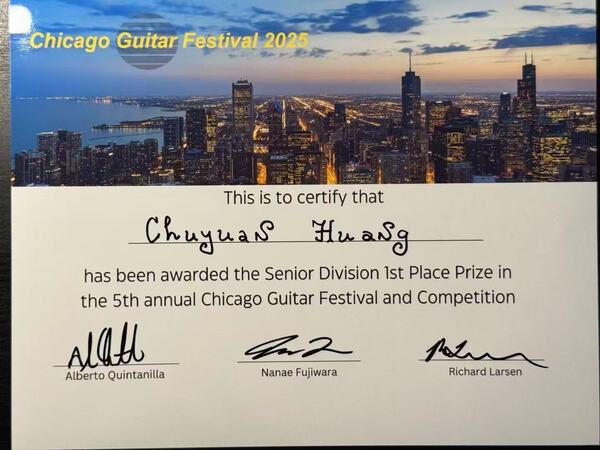 Chicago Guitar Festival 2025
This is to certify that
Chuyuan Huang
has been awarded the Senior Division 1st Place Prize in
the 5th annual Chicago Guitar Festival and Competition
Alberto Quintanilla
Nanae Fujiwara
Richard Larsen